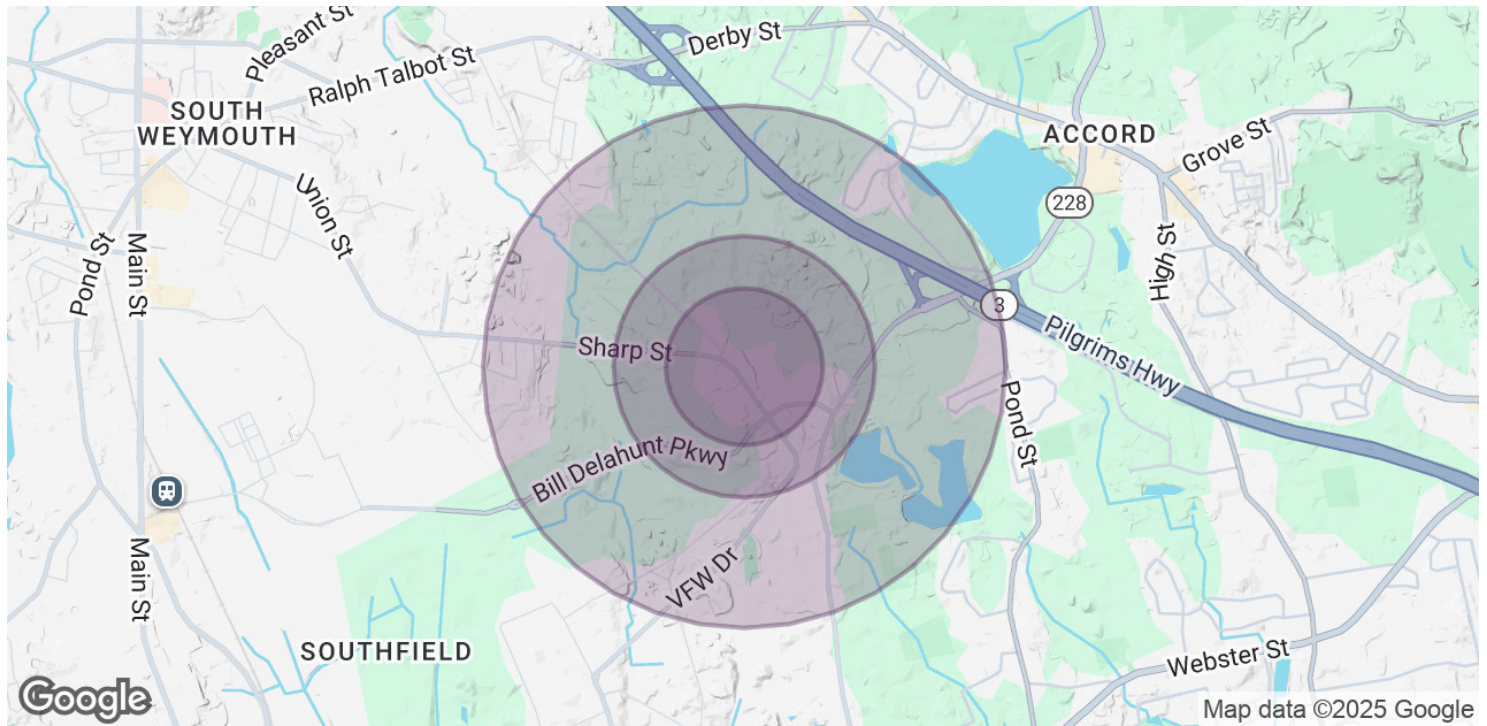 Pleasant St
Derby St
Ralph Talbot St
SOUTH
WEYMOUTH
ACCORD
Grove St
Union St
228
Pond St
Main St
High St
3
Pilgrims Hwy
Sharp St
Pond St
Bill Delahunt Pkwy
Main St
VFW Dr
SOUTHFIELD
Webster St
Google
Map data ©2025 Google